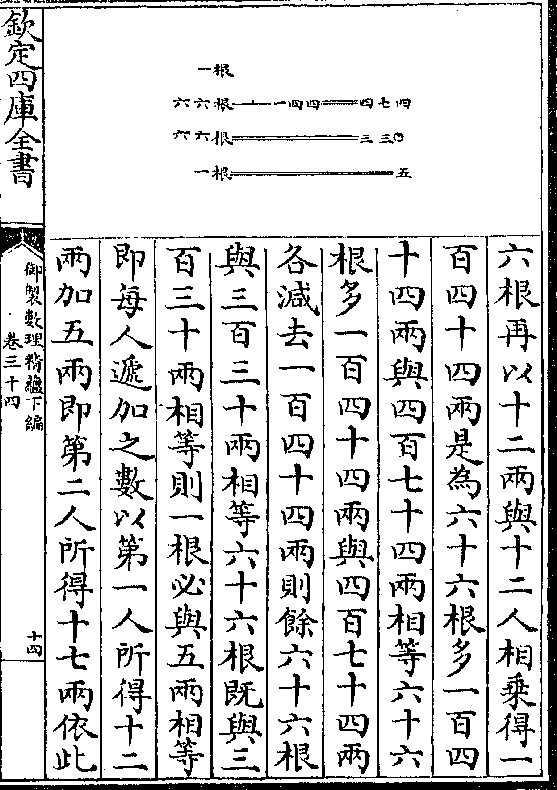 一根
六六根—⊥—一四四══四七四
六六根══三三〇
一根══五
六根再以十二兩與十二人相乘得一
百四十四兩是為六十六根多一百四
十四兩與四百七十四兩相等六十六
根多一百四十四兩與四百七十四兩
各減去一百四十四兩則餘六十六根
與三百三十兩相等六十六根既與三
百三十兩相等則一根必與五兩相等
即每人遞加之數以第一人所得十二
兩加五兩即第二人所得十七兩依此
欽定四庫全書
御製數理精蘊下編
卷三十四
十四